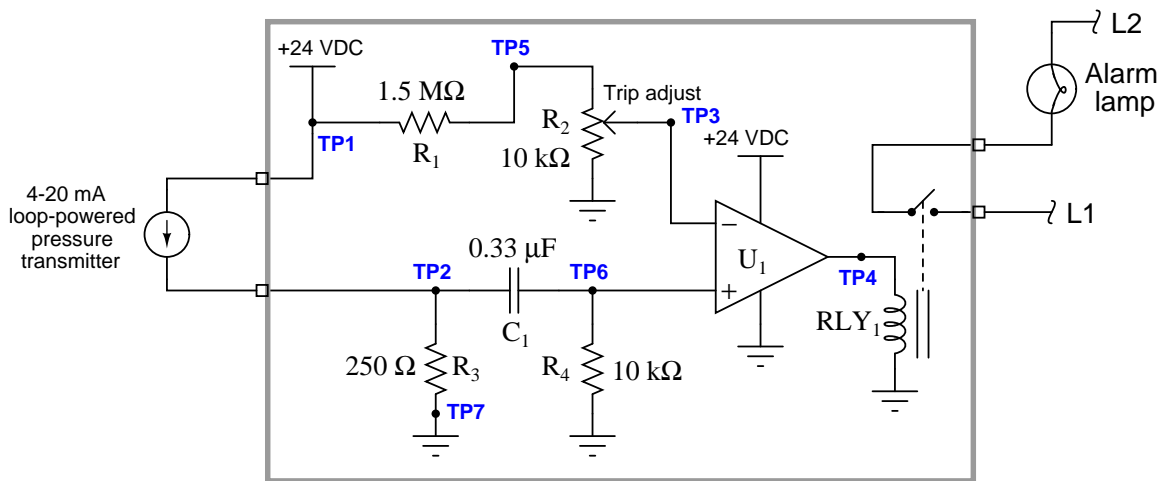 L2
Alarm
lamp
+24 VDC
TP5
1.5 MΩ
TP1
R1
Trip adjust
TP3
R2
10 kΩ
+24 VDC
4-20 mA
loop-powered
pressure
transmitter
L1
−
U1
+
TP4
0.33 µF
TP2
TP6
C1
RLY1
250 Ω
R3
R4
10 kΩ
TP7